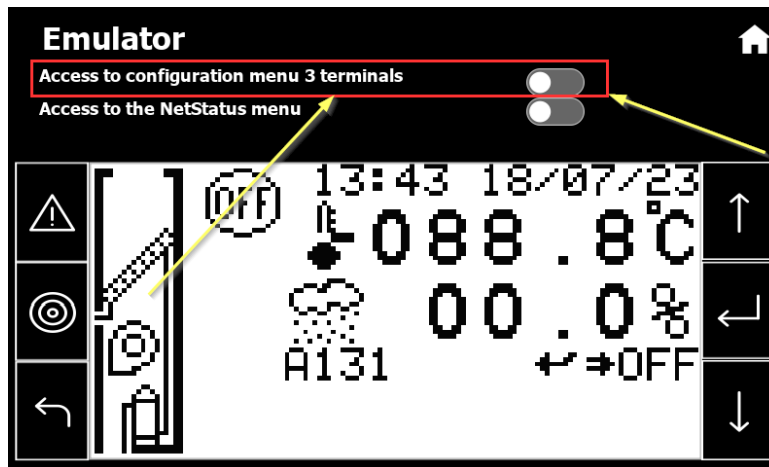 Emulator
Access to configuration menu 3 terminals
Access to the NetStatus menu
OFF 13:43 18/07/23
-088.8°C
00.0%
A131 OFF